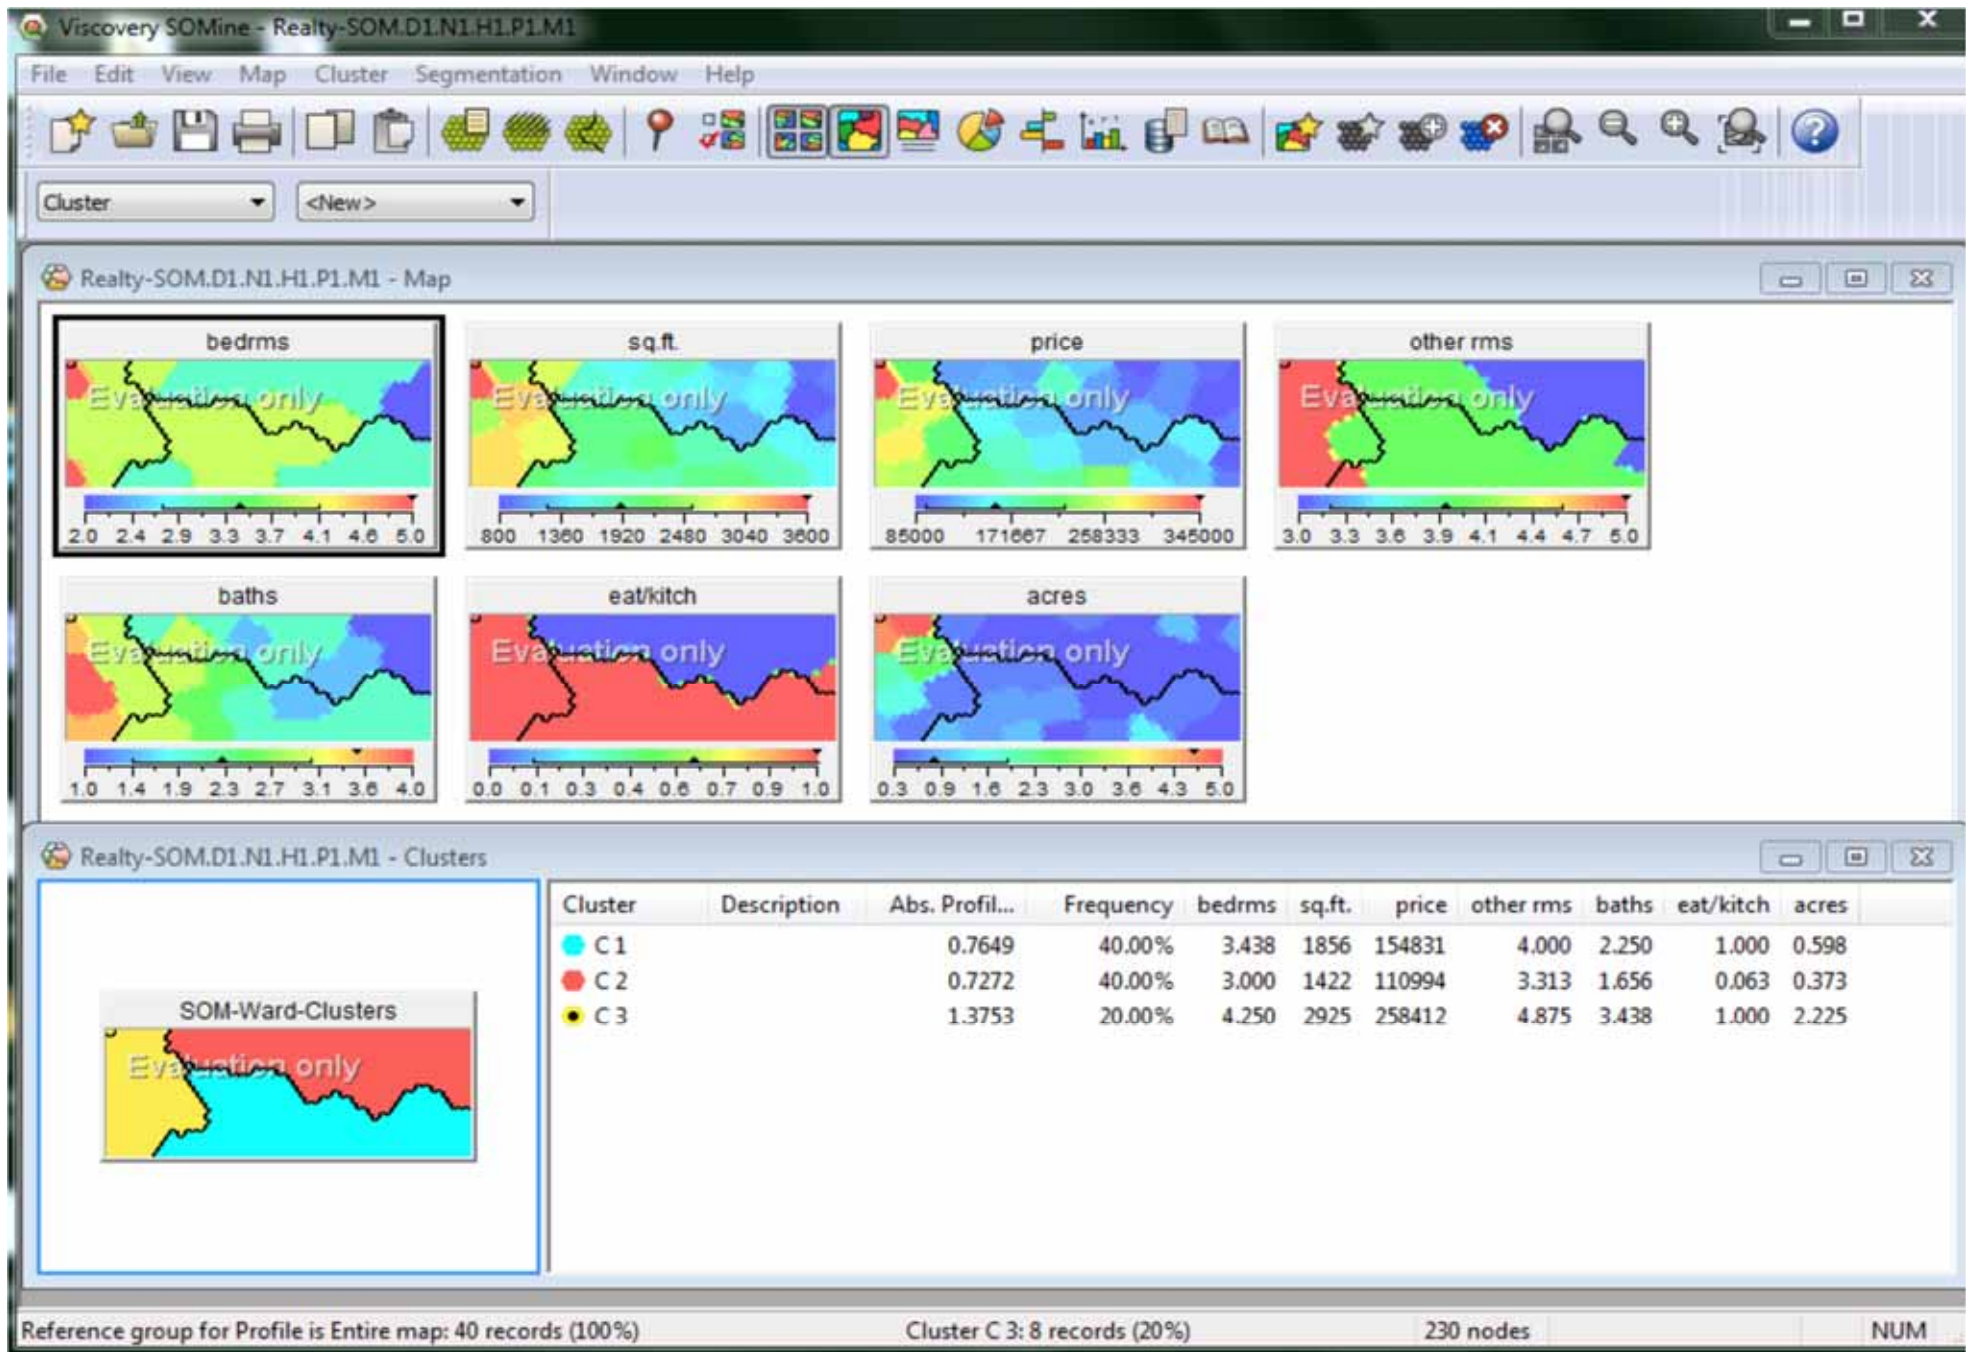 Viscovery SOMine - Realty-SOM.D1.N1.H1.P1.M1
File Edit View Map Cluster Segmentation Window Help
Cluster <New>
Realty-SOM.D1.N1.H1.P1.M1 - Map
bedrms sq.ft. price other rms
Evaluation only Evaluation only Evaluation only Evaluation only
2.0 2.4 2.9 3.3 3.7 4.1 4.6 5.0 800 1360 1920 2480 3040 3600 85000 171667 258333 345000 3.0 3.3 3.6 3.9 4.1 4.4 4.7 5.0
baths eat/kitch acres
Evaluation only Evaluation only Evaluation only
1.0 1.4 1.9 2.3 2.7 3.1 3.6 4.0 0.0 0.1 0.3 0.4 0.6 0.7 0.9 1.0 0.3 0.9 1.6 2.3 3.0 3.6 4.3 5.0
Realty-SOM.D1.N1.H1.P1.M1 - Clusters
Cluster Description Abs. Profil... Frequency bedrms sq.ft. price other rms baths eat/kitch acres
C 1 0.7649 40.00% 3.438 1856 154831 4.000 2.250 1.000 0.598
C 2 0.7272 40.00% 3.000 1422 110994 3.313 1.656 0.063 0.373
C 3 1.3753 20.00% 4.250 2925 258412 4.875 3.438 1.000 2.225
SOM-Ward-Clusters
Evaluation only
Reference group for Profile is Entire map: 40 records (100%) Cluster C 3: 8 records (20%) 230 nodes NUM